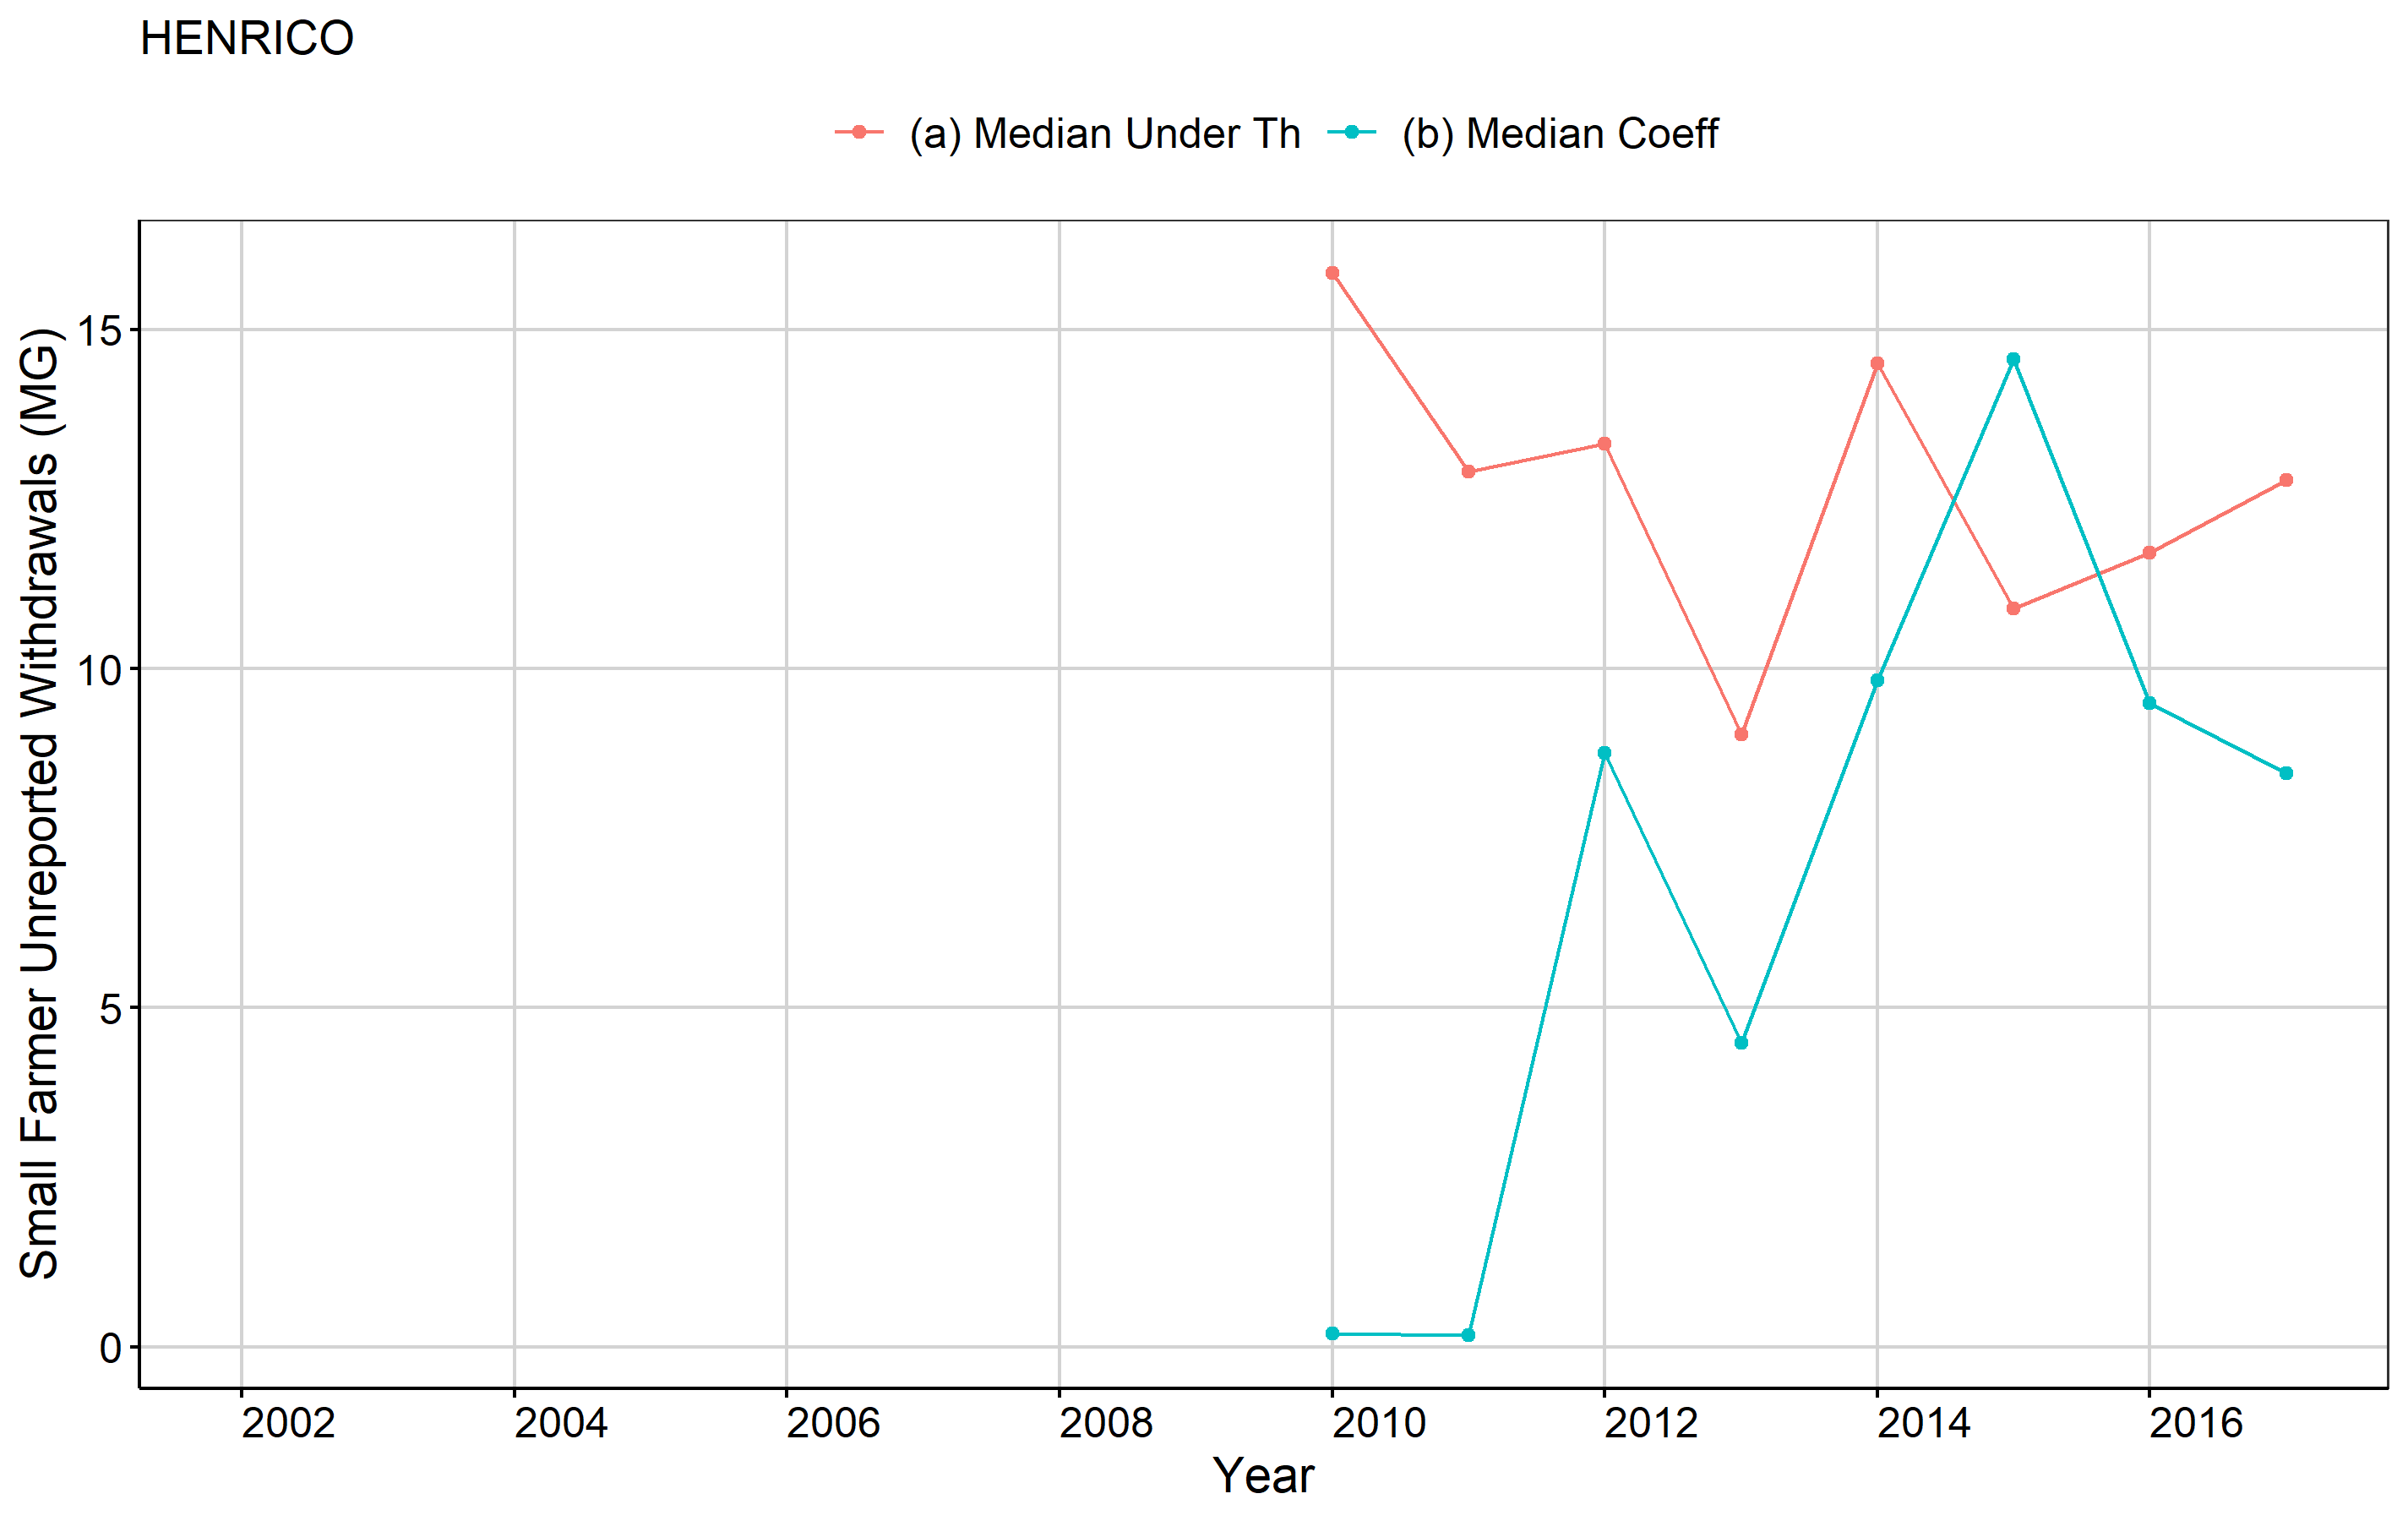 HENRICO
(a) Median Under Th (b) Median Coeff
Small Farmer Unreported Withdrawals (MG)
15
10
5
0
2002 2004 2006 2008 2010 2012 2014 2016
Year